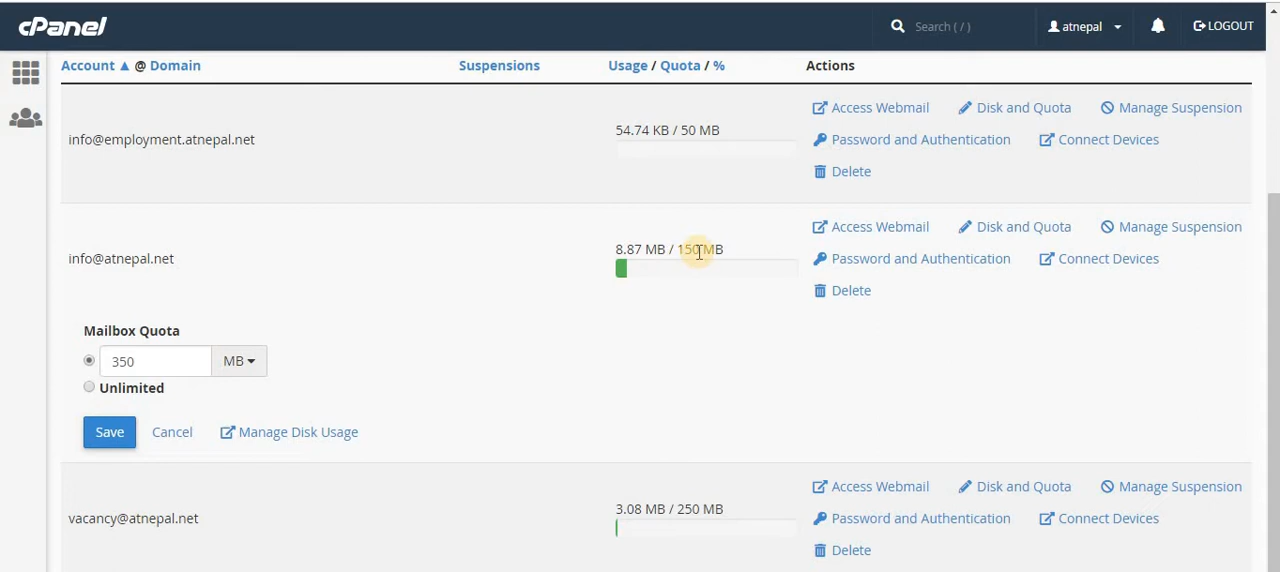 cPanel
Search ( / )
atnepal
LOGOUT
Account ▲ @ Domain
Suspensions
Usage / Quota / %
Actions
info@employment.atnepal.net
54.74 KB / 50 MB
Access Webmail
Disk and Quota
Manage Suspension
Password and Authentication
Connect Devices
Delete
info@atnepal.net
8.87 MB / 150 MB
Access Webmail
Disk and Quota
Manage Suspension
Password and Authentication
Connect Devices
Delete
Mailbox Quota
350 MB
Unlimited
Save
Cancel
Manage Disk Usage
vacancy@atnepal.net
3.08 MB / 250 MB
Access Webmail
Disk and Quota
Manage Suspension
Password and Authentication
Connect Devices
Delete